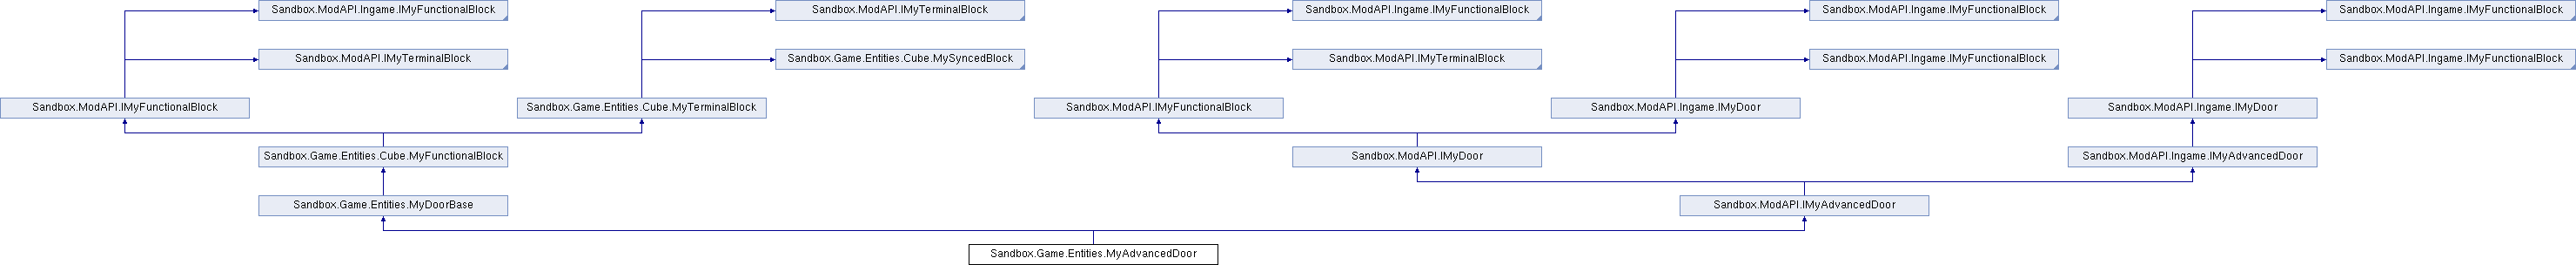 Sandbox.ModAPI.Ingame.IMyFunctionalBlock
Sandbox.ModAPI.IMyTerminalBlock
Sandbox.ModAPI.Ingame.IMyFunctionalBlock
Sandbox.ModAPI.Ingame.IMyFunctionalBlock
Sandbox.ModAPI.Ingame.IMyFunctionalBlock
Sandbox.ModAPI.IMyTerminalBlock
Sandbox.Game.Entities.Cube.MySyncedBlock
Sandbox.ModAPI.IMyTerminalBlock
Sandbox.ModAPI.Ingame.IMyFunctionalBlock
Sandbox.ModAPI.Ingame.IMyFunctionalBlock
Sandbox.ModAPI.IMyFunctionalBlock
Sandbox.Game.Entities.Cube.MyTerminalBlock
Sandbox.ModAPI.IMyFunctionalBlock
Sandbox.ModAPI.Ingame.IMyDoor
Sandbox.ModAPI.Ingame.IMyDoor
Sandbox.Game.Entities.Cube.MyFunctionalBlock
Sandbox.ModAPI.IMyDoor
Sandbox.ModAPI.Ingame.IMyAdvancedDoor
Sandbox.Game.Entities.MyDoorBase
Sandbox.ModAPI.IMyAdvancedDoor
Sandbox.Game.Entities.MyAdvancedDoor